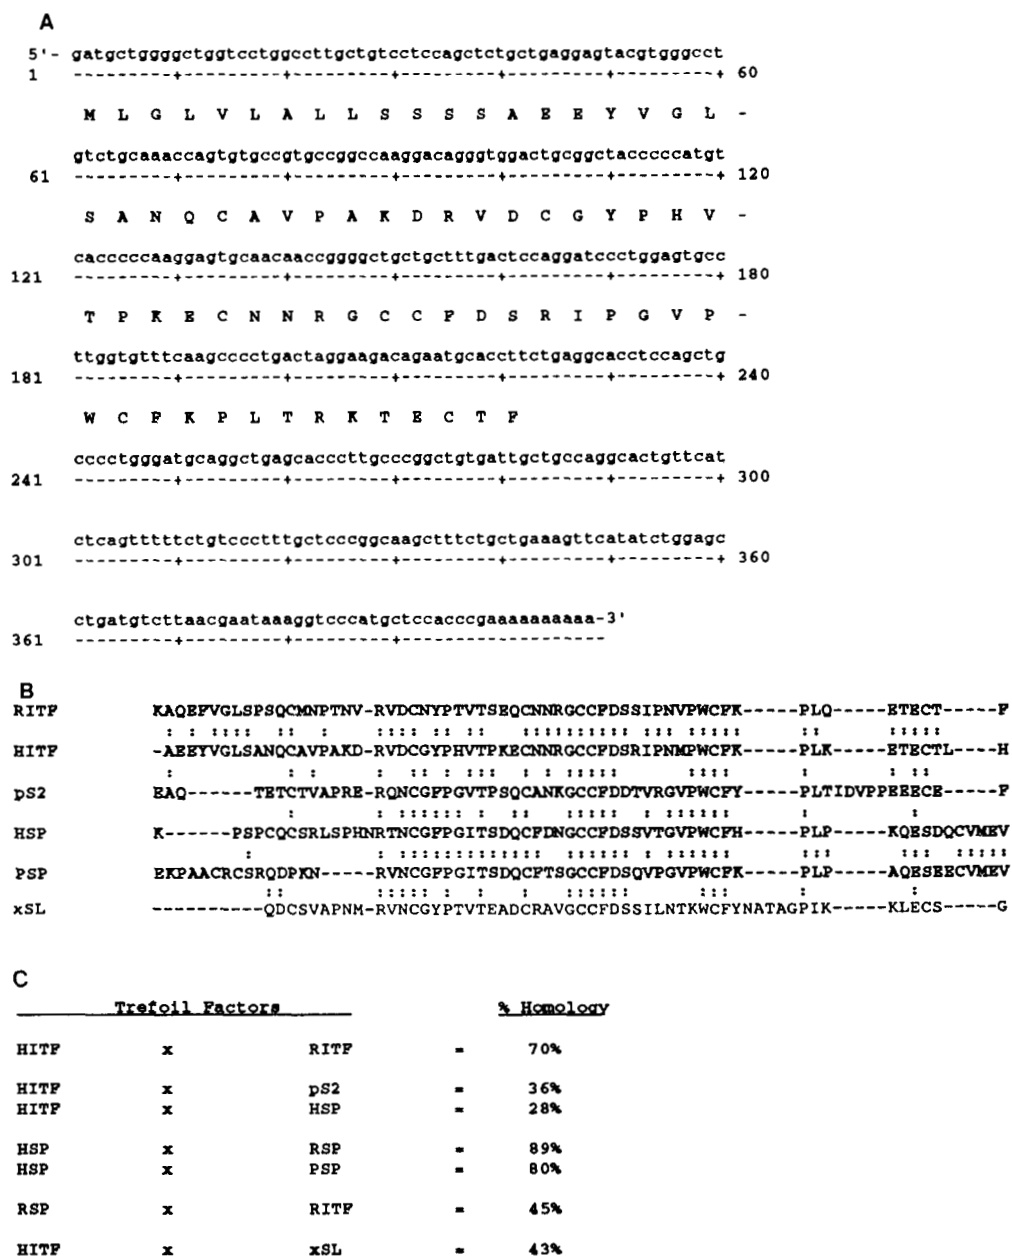 A
5'- gatgctggggctggtcctggccttgctgtcctccagctctgctgaggagtacgtgggcct
1 ---------+---------+---------+---------+---------+---------+ 60
M L G L V L A L L S S S S A E E Y V G L -
gtctgcaaaccagtgtgccgtgccggccaaggacagggtggactgcggctacccccatgt
61 ---------+---------+---------+---------+---------+---------+ 120
S A N Q C A V P A K D R V D C G Y P H V -
cacccccaaggagtgcaacaaccggggctgctgctttgactccaggatccctggagtgcc
121 ---------+---------+---------+---------+---------+---------+ 180
T P K E C N N R G C C F D S R I P G V P -
ttggtgtttcaagcccctgactaggaagacagaatgcaccttctgaggcacctccagctg
181 ---------+---------+---------+---------+---------+---------+ 240
W C F K P L T R K T E C T F
cccctgggatgcaggctgagcacccttgcccggctgtgattgctgccaggcactgttcat
241 ---------+---------+---------+---------+---------+---------+ 300
ctcagtttttctgtccctttgctcccggcaagctttctgctgaaagttcatatctggagc
301 ---------+---------+---------+---------+---------+---------+ 360
ctgatgtcttaacgaataaaggtcccatgctccacccgaaaaaaaaaa-3'
361 ---------+---------+---------+-------------------
B
RITF KAQEFVGLSPSQCMNPTNV-RVDCNYPTVTSEQCNNRGCCFDSSIPNVPWCFK-----PLQ-----ETECT-----F
HITF -AEEYVGLSANQCAVPAKD-RVDCGYPHVTPKECNNRGCCFDSRIPNMPWCFK-----PLK-----ETECTL----H
pS2 EAQ------TETCTVAPRE-RQNCGFPGVTPSQCANKGCCFDDTVRGVPWCFY-----PLTIDVPPEEECE-----F
HSP K------PSPCQCSRLSPHNRTNCGFPGITSDQCFDNGCCFDSSVTGVPWCFH-----PLP-----KQESDQCVMEV
PSP EKPAACRCSRQDPKN-----RVNCGFPGITSDQCFTSGCCFDSQVPGVPWCFK-----PLP-----AQESEECVMEV
xSL ----------QDCSVAPNM-RVNCGYPTVTEADCRAVGCCFDSSILNTKWCFYNATAGPIK-----KLECS-----G
C
Trefoil Factors % Homology
HITF x RITF = 70%
HITF x pS2 = 36%
HITF x HSP = 28%
HSP x RSP = 89%
HSP x PSP = 80%
RSP x RITF = 45%
HITF x xSL = 43%